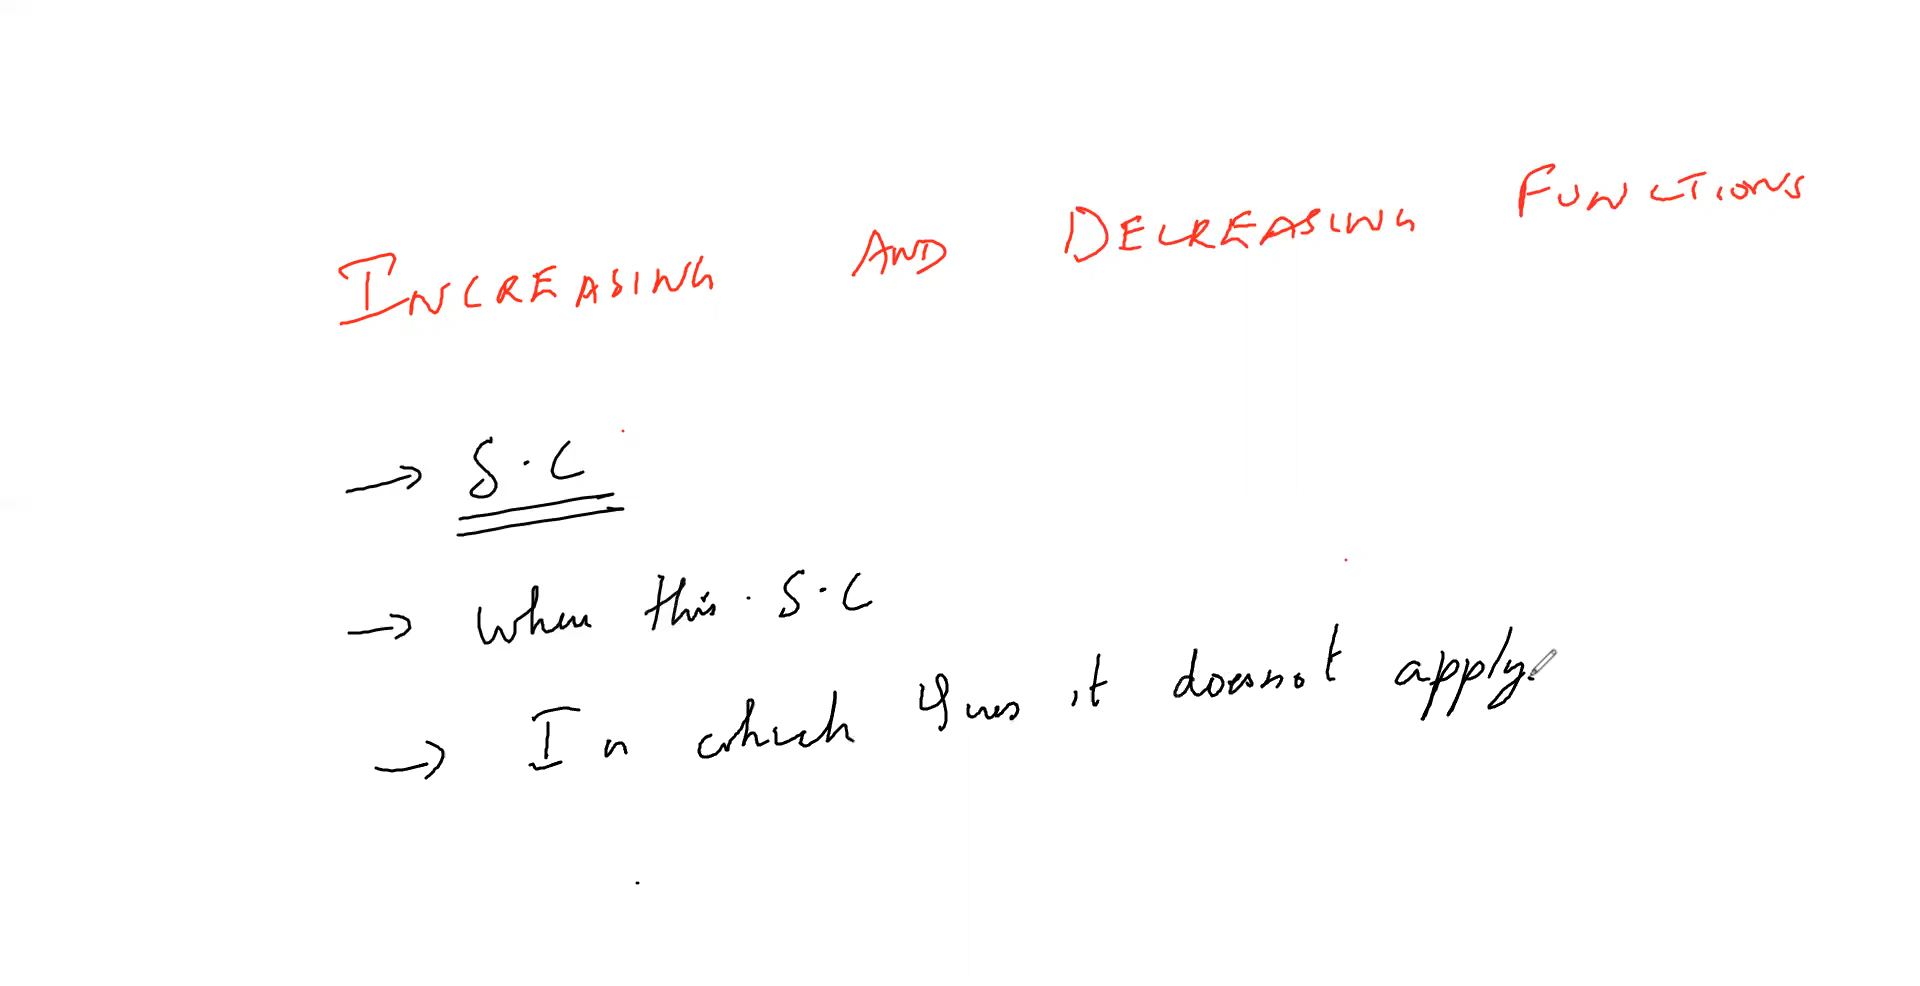 INCREASING AND DECREASING FUNCTIONS
→ S.C
→ When this S.C
→ In which Ques it doesnot apply.